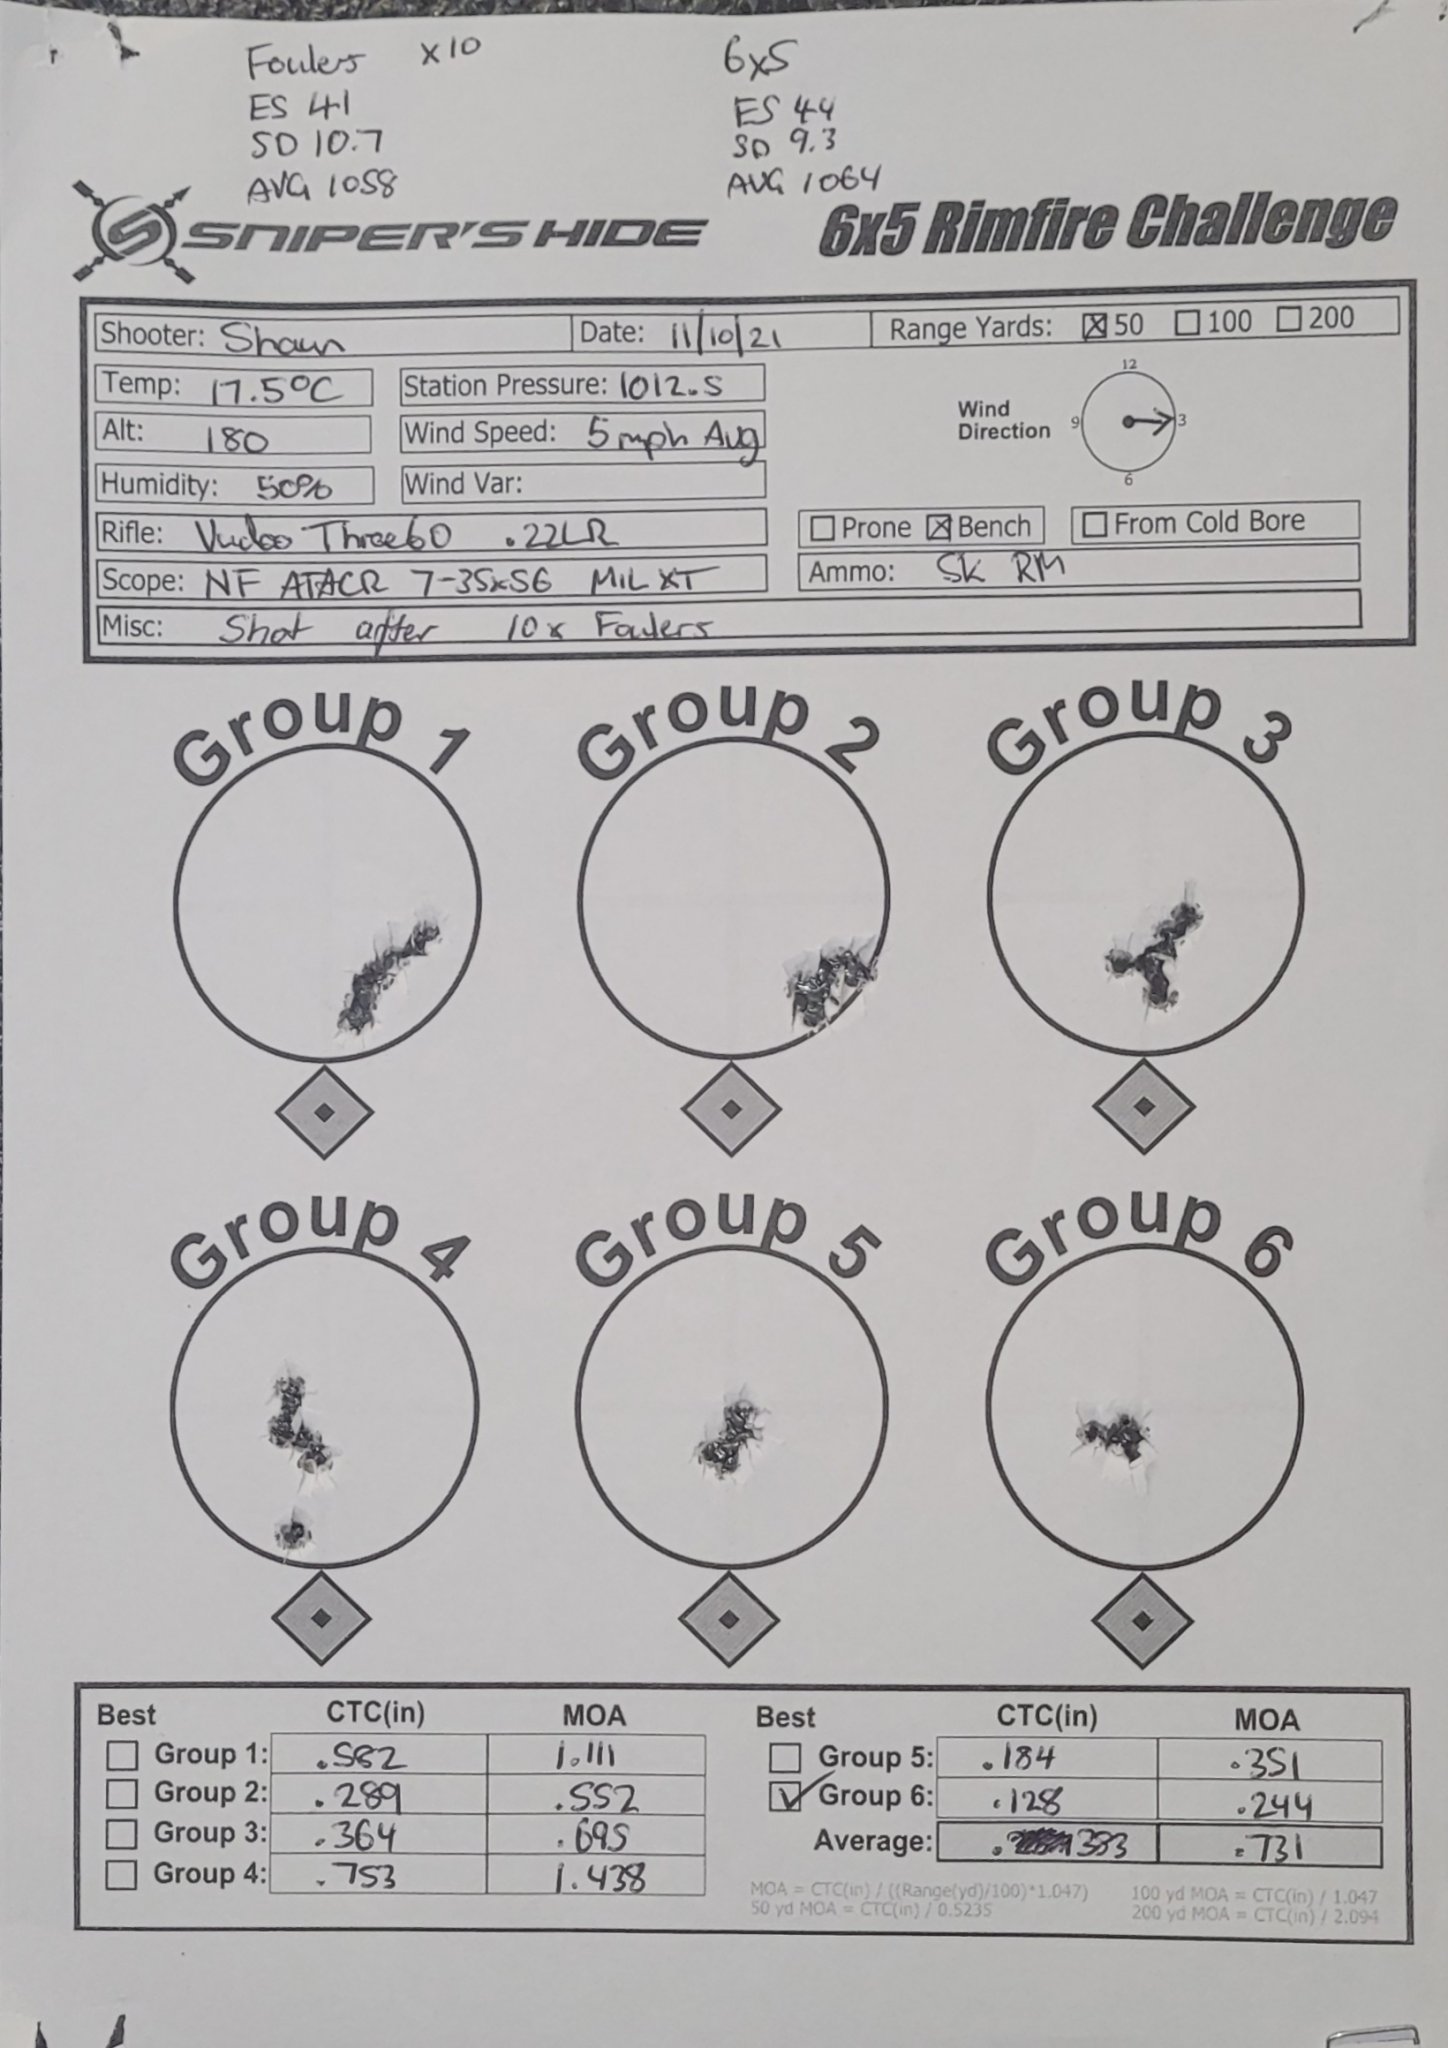 Foulers x10
ES 41
SD 10.7
AVG 1058
6x5
ES 44
SD 9.3
AVG 1064
SNIPER'S HIDE
6x5 Rimfire Challenge
Shooter: Shaun
Date: 11/10/21
Range Yards: 50 100 200
Temp: 17.5°C
Station Pressure: 1012.5
Alt: 180
Wind Speed: 5mph Avg
Humidity: 50%
Wind Var:
Wind
Direction
12
9
3
6
Rifle: Vudoo Three60 .22LR
Prone Bench
From Cold Bore
Scope: NF ATACR 7-35x56 MIL XT
Ammo: SK RM
Misc: Shot after 10x Foulers
Group 1
Group 2
Group 3
Group 4
Group 5
Group 6
Best CTC(in) MOA
Group 1: .582 1.111
Group 2: .289 .552
Group 3: .364 .695
Group 4: .753 1.438
Best CTC(in) MOA
Group 5: .184 .351
Group 6: .128 .244
Average: .383 .731
MOA = CTC(in) / ((Range(yd)/100)*1.047)
50 yd MOA = CTC(in) / 0.5235
100 yd MOA = CTC(in) / 1.047
200 yd MOA = CTC(in) / 2.094